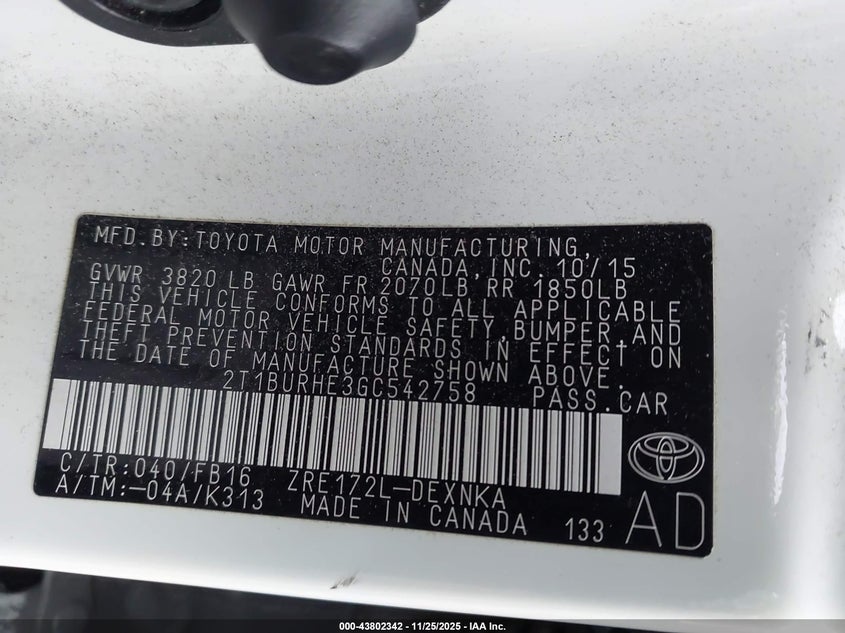 MFD.BY:TOYOTA MOTOR MANUFACTURING,
CANADA,INC. 10/15
GVWR 3820 LB GAWR FR 2070LB RR 1850LB
THIS VEHICLE CONFORMS TO ALL APPLICABLE
FEDERAL MOTOR VEHICLE SAFETY,BUMPER,AND
THEFT PREVENTION STANDARDS IN EFFECT ON
THE DATE OF MANUFACTURE SHOWN ABOVE.
2T1BURHE3GC542758 PASS.CAR
C/TR:040/FB16 ZRE172L-DEXNKA
A/TM:-04A/K313 MADE IN CANADA 133 AD
000-43802342 - 11/25/2025 - IAA Inc.